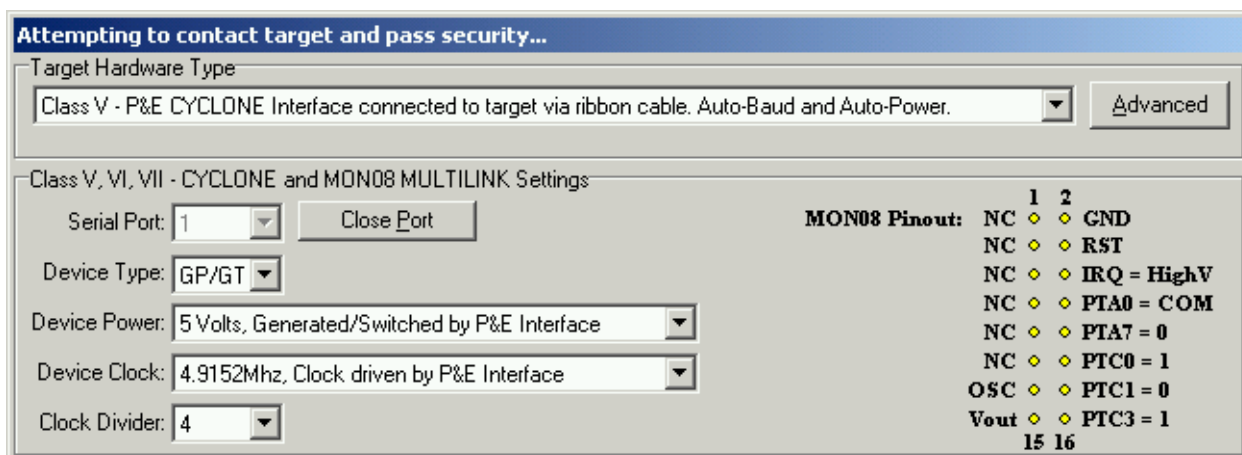 Attempting to contact target and pass security...
Target Hardware Type
Class V - P&E CYCLONE Interface connected to target via ribbon cable. Auto-Baud and Auto-Power.
Advanced
Class V, VI, VII - CYCLONE and MON08 MULTILINK Settings
Serial Port: 1 Close Port
Device Type: GP/GT
Device Power: 5 Volts, Generated/Switched by P&E Interface
Device Clock: 4.9152Mhz, Clock driven by P&E Interface
Clock Divider: 4
1 2
MON08 Pinout: NC GND
NC RST
NC IRQ = HighV
NC PTA0 = COM
NC PTA7 = 0
NC PTC0 = 1
OSC PTC1 = 0
Vout PTC3 = 1
15 16